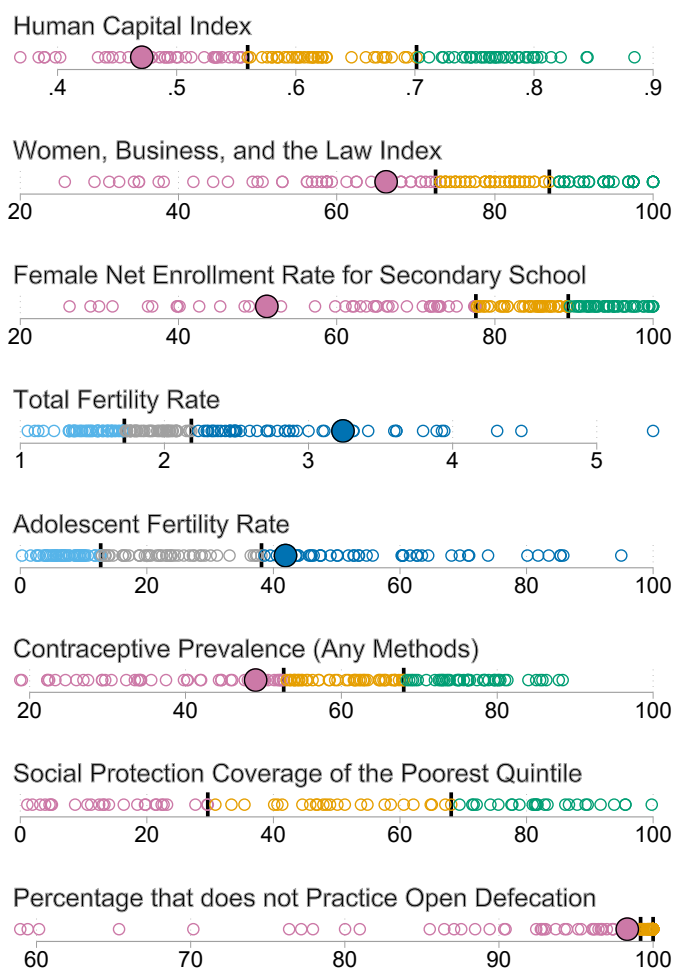 Human Capital Index
.4 .5 .6 .7 .8 .9
Women, Business, and the Law Index
20 40 60 80 100
Female Net Enrollment Rate for Secondary School
20 40 60 80 100
Total Fertility Rate
1 2 3 4 5
Adolescent Fertility Rate
0 20 40 60 80 100
Contraceptive Prevalence (Any Methods)
20 40 60 80 100
Social Protection Coverage of the Poorest Quintile
0 20 40 60 80 100
Percentage that does not Practice Open Defecation
60 70 80 90 100